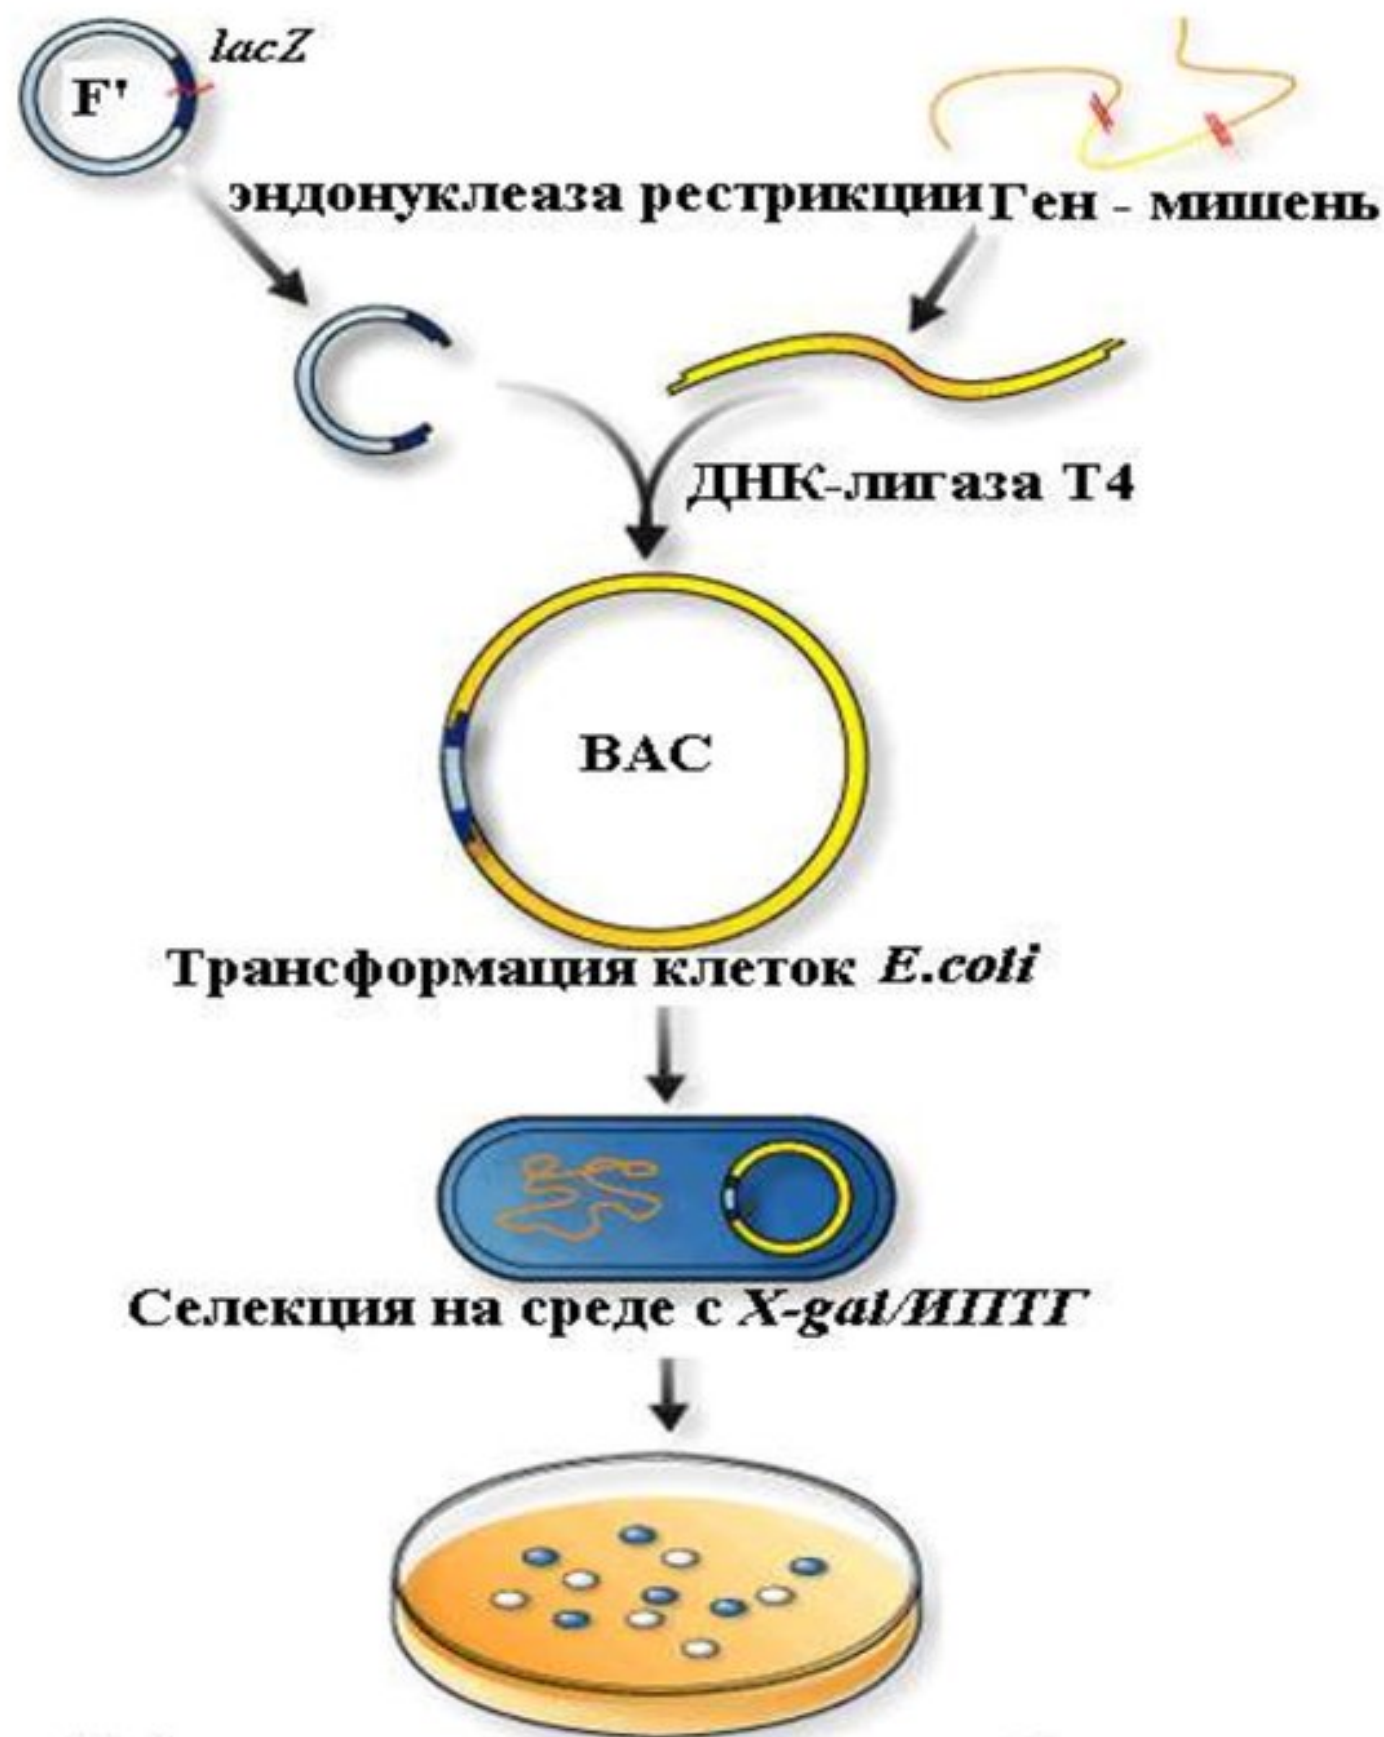 lacZ
F'
эндонуклеаза рестрикции Ген - мишень
ДНК-лигаза Т4
BAC
Трансформация клеток E.coli
Селекция на среде с X-gal/ИПТГ